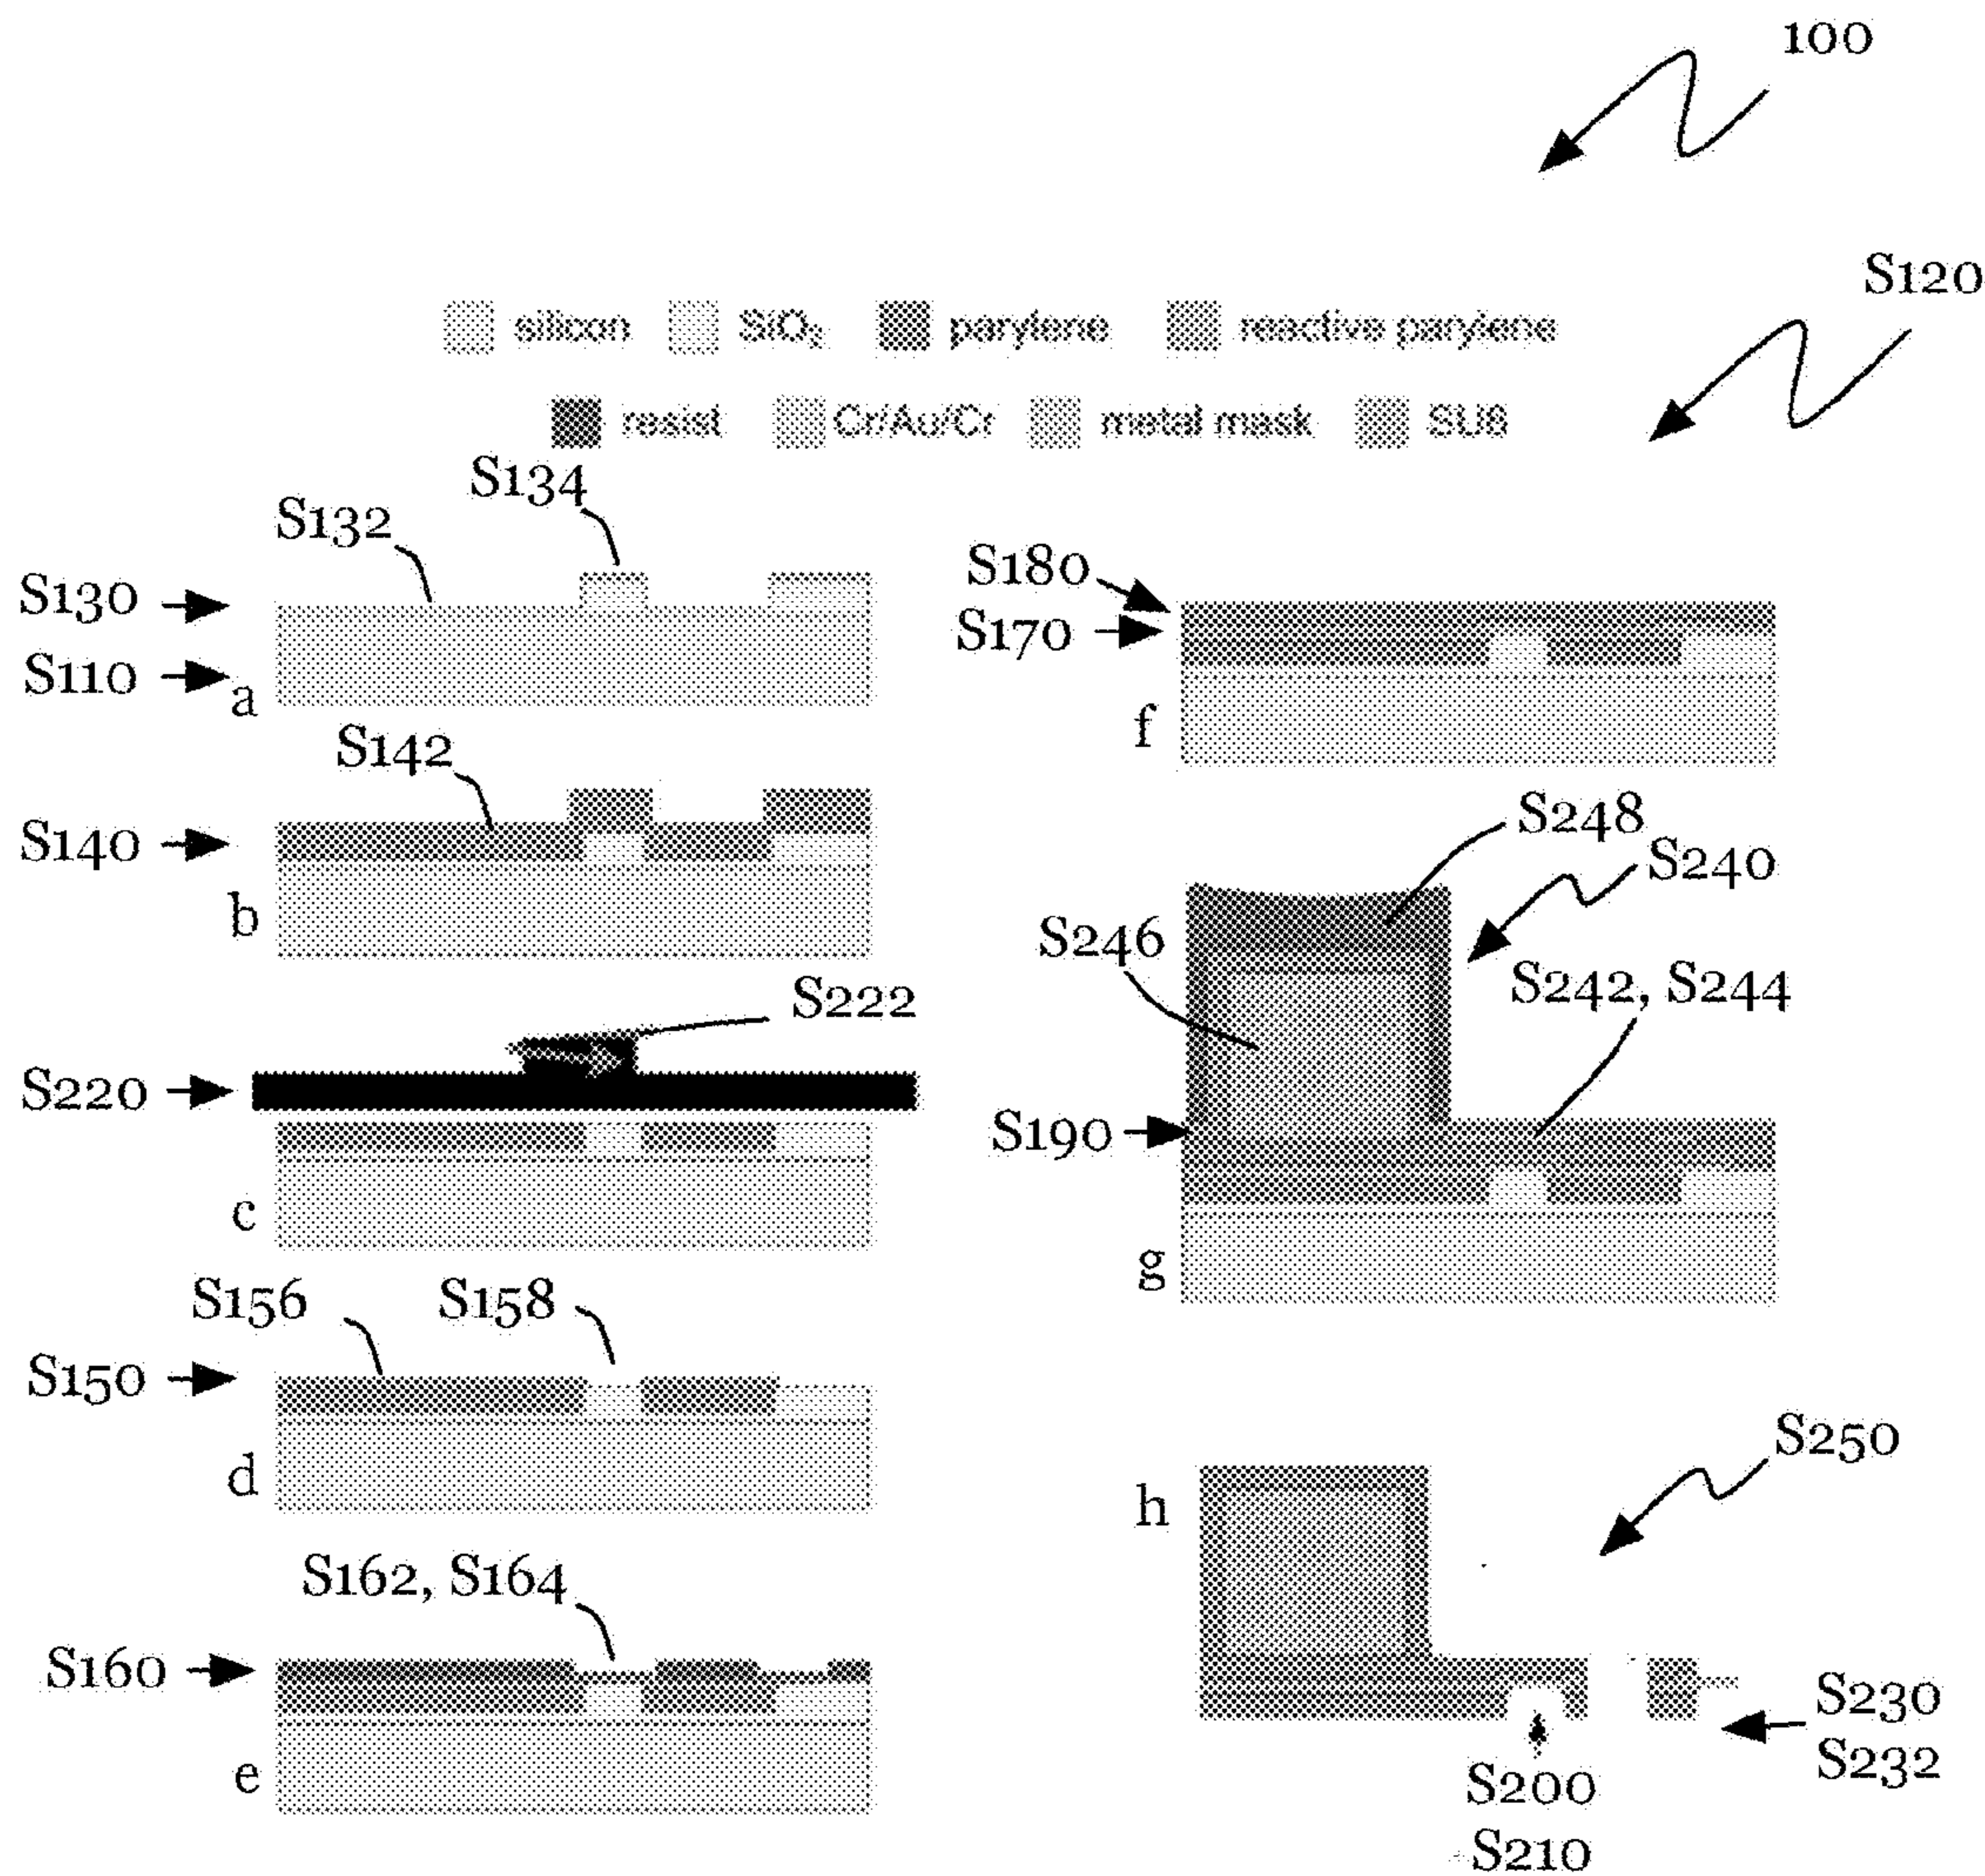 100
S120
silicon SiO₂ parylene reactive parylene
resist Cr/Au/Cr metal mask SU8
S134
S132
S130
S110
a
S142
S140
b
S222
S220
c
S156 S158
S150
d
S162, S164
S160
e
S180
S170
f
S248
S240
S246
S242, S244
S190
g
S250
h
S230
S232
S200
S210